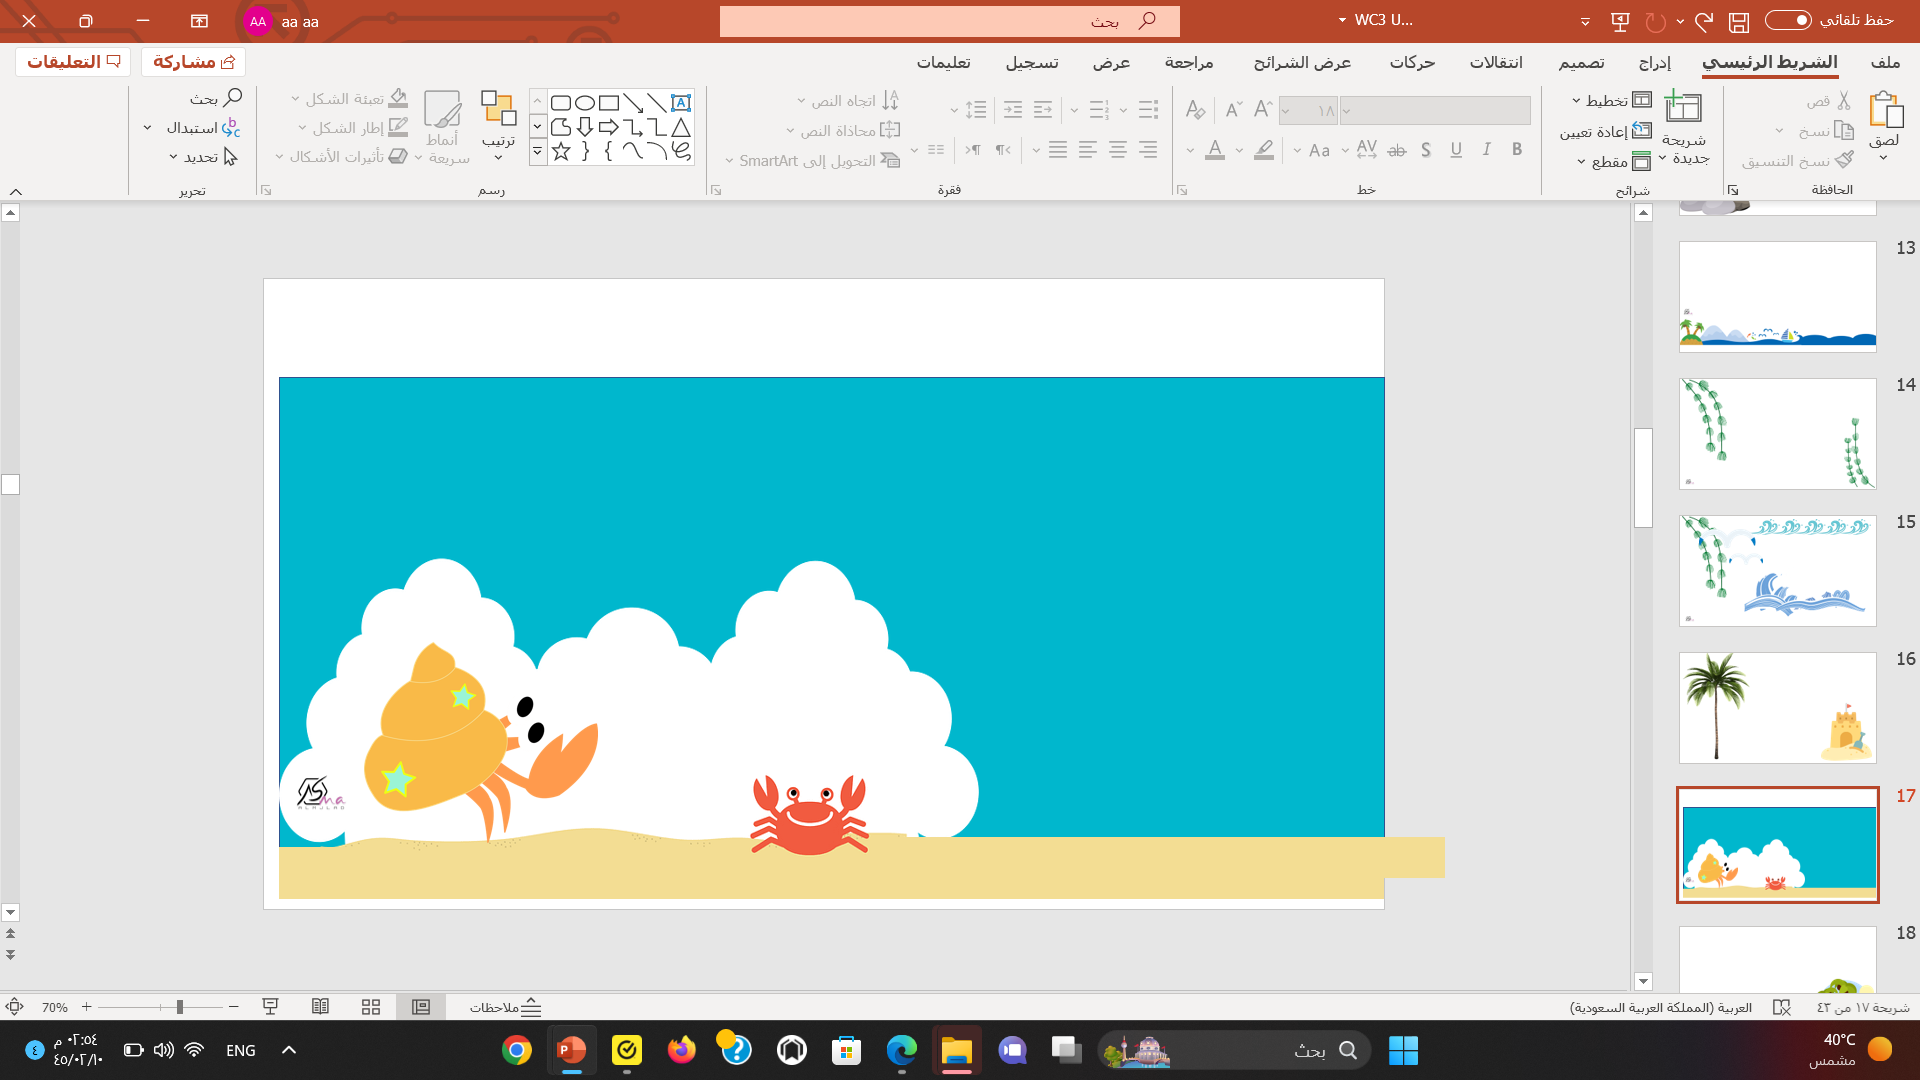 حفظ تلقائي
WC3 U...
بحث
aa aa
AA
ملف
الشريط الرئيسي
إدراج
تصميم
انتقالات
حركات
عرض الشرائح
مراجعة
عرض
تسجيل
تعليمات
مشاركة
التعليقات
لصق
قص
نسخ
نسخ التنسيق
الحافظة
شريحة جديدة
تخطيط
إعادة تعيين
مقطع
شرائح
١٨
خط
اتجاه النص
محاذاة النص
التحويل إلى SmartArt
فقرة
ترتيب
أنماط سريعة
تعبئة الشكل
إطار الشكل
تأثيرات الأشكال
رسم
بحث
استبدال
تحديد
تحرير
13
14
15
16
17
18
ASma
ALAJLAD
شريحة ١٧ من ٤٣
العربية (المملكة العربية السعودية)
ملاحظات
70%
40°C
مشمس
بحث
ENG
٠٢:٥٤ م
٤٥/٠٢/١٠
٤